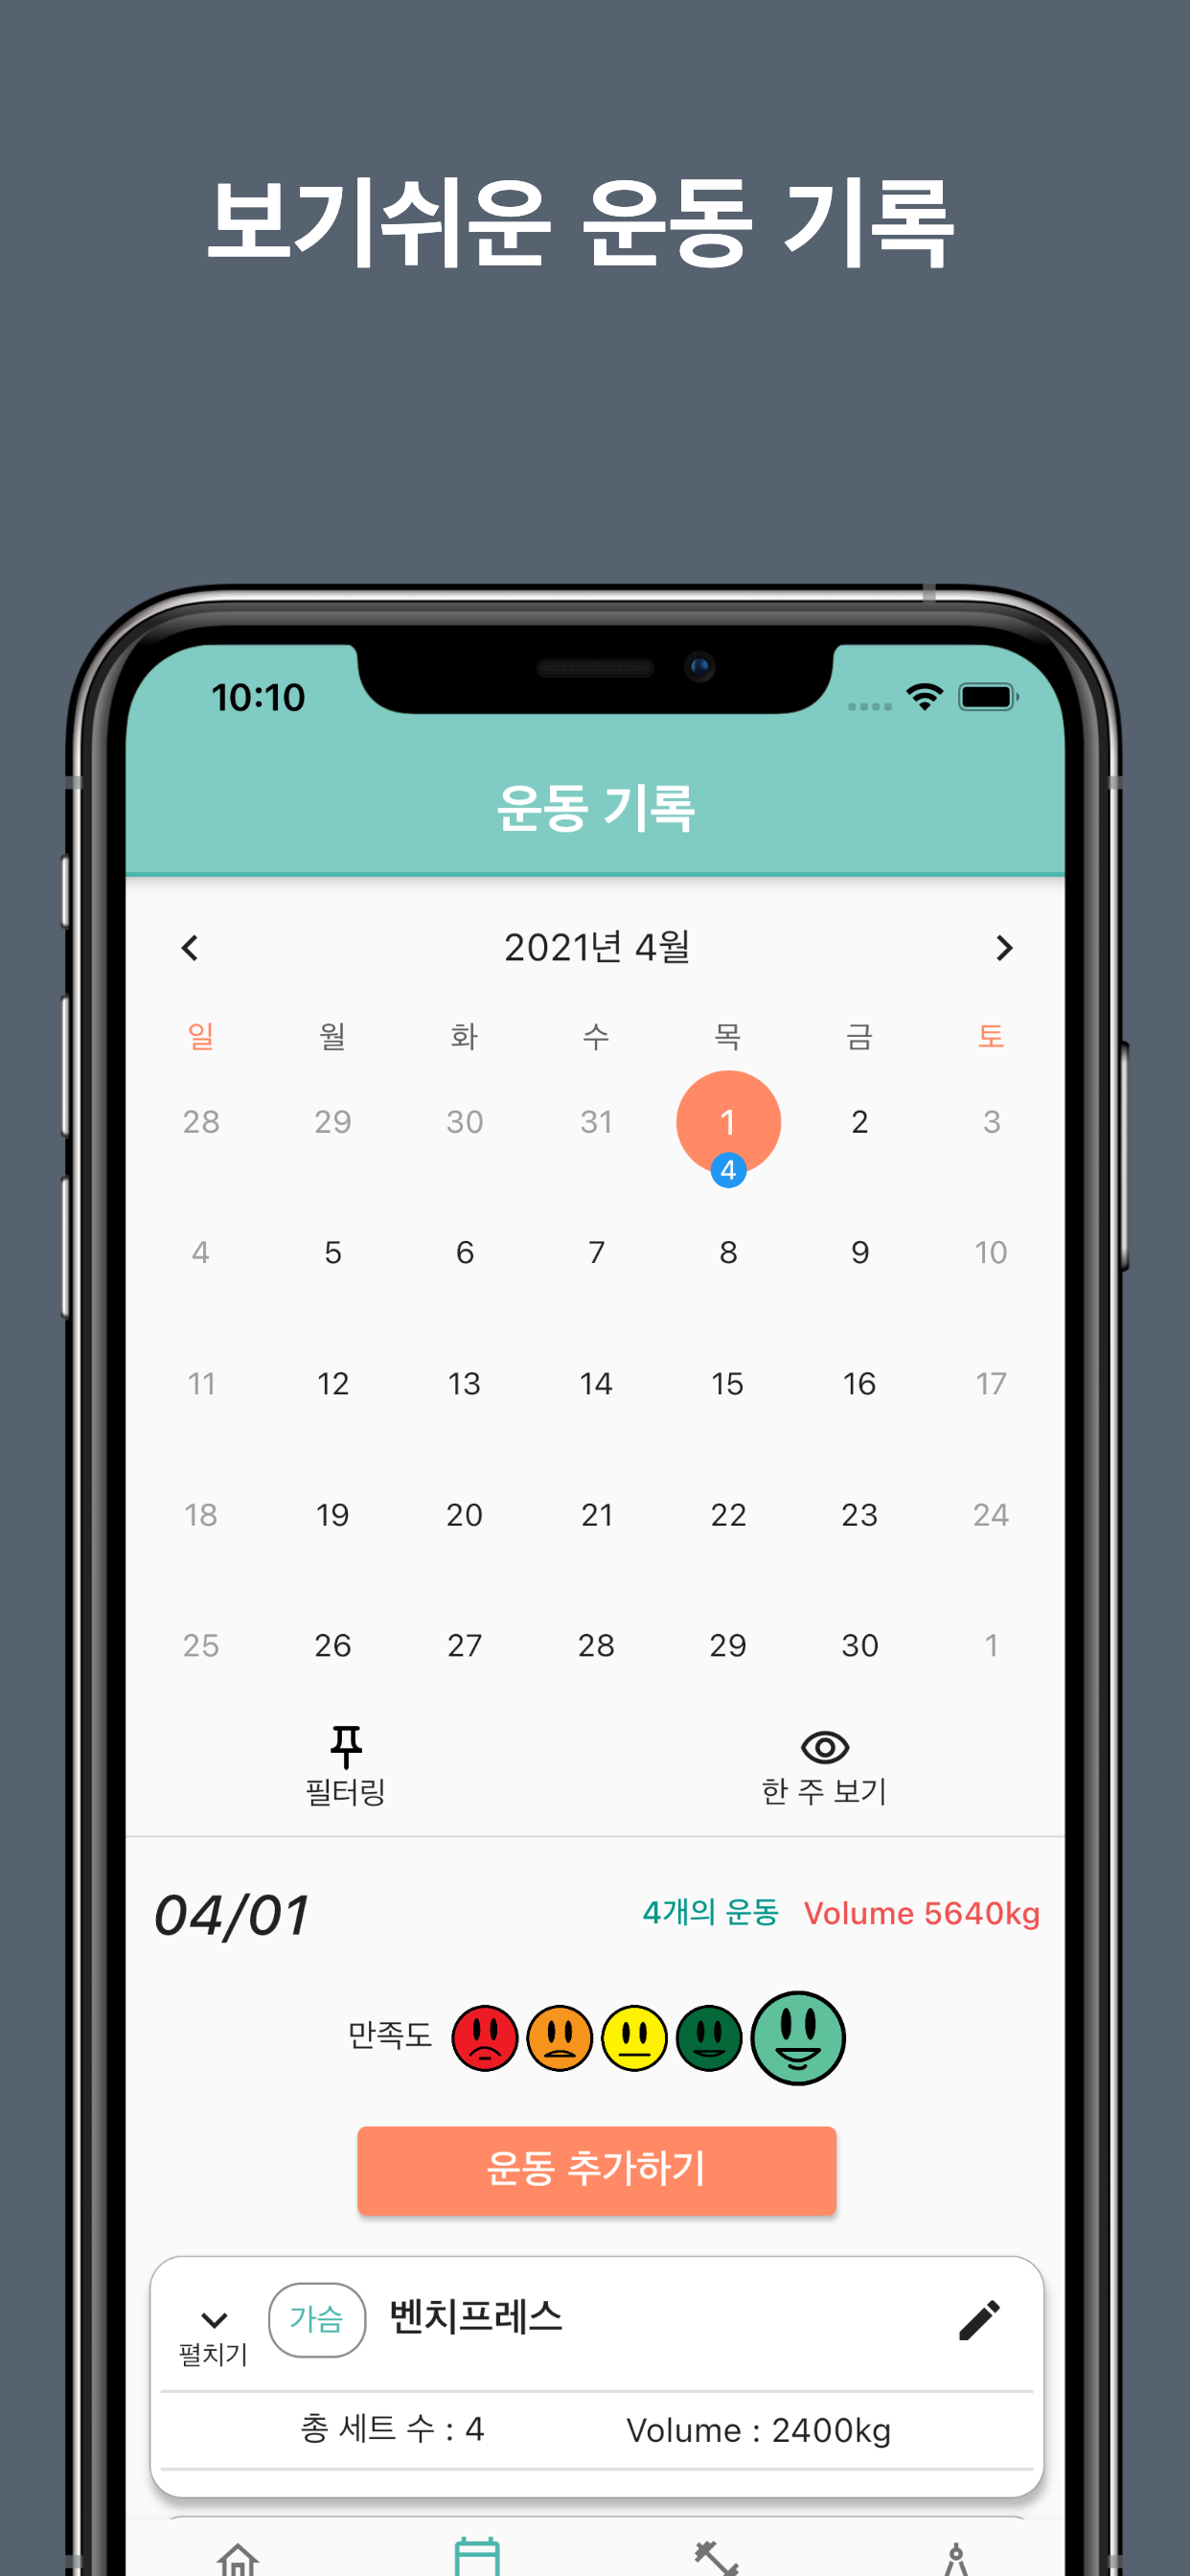 보기쉬운 운동 기록
10:10
운동 기록
2021년 4월
일 월 화 수 목 금 토
28 29 30 31 1 2 3
4
4 5 6 7 8 9 10
11 12 13 14 15 16 17
18 19 20 21 22 23 24
25 26 27 28 29 30 1
필터링 한 주 보기
04/01 4개의 운동 Volume 5640kg
만족도
운동 추가하기
펼치기 가슴 벤치프레스
총 세트 수 : 4 Volume : 2400kg